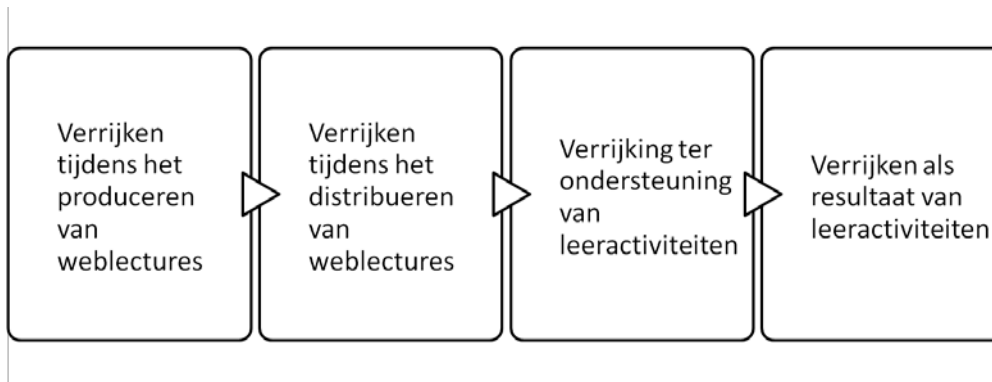 Verrijken
tijdens het
produceren
van
weblectures
Verrijken
tijdens het
distribueren
van
weblectures
Verrijking ter
ondersteuning
van
leeractiviteiten
Verrijken als
resultaat van
leeractiviteiten